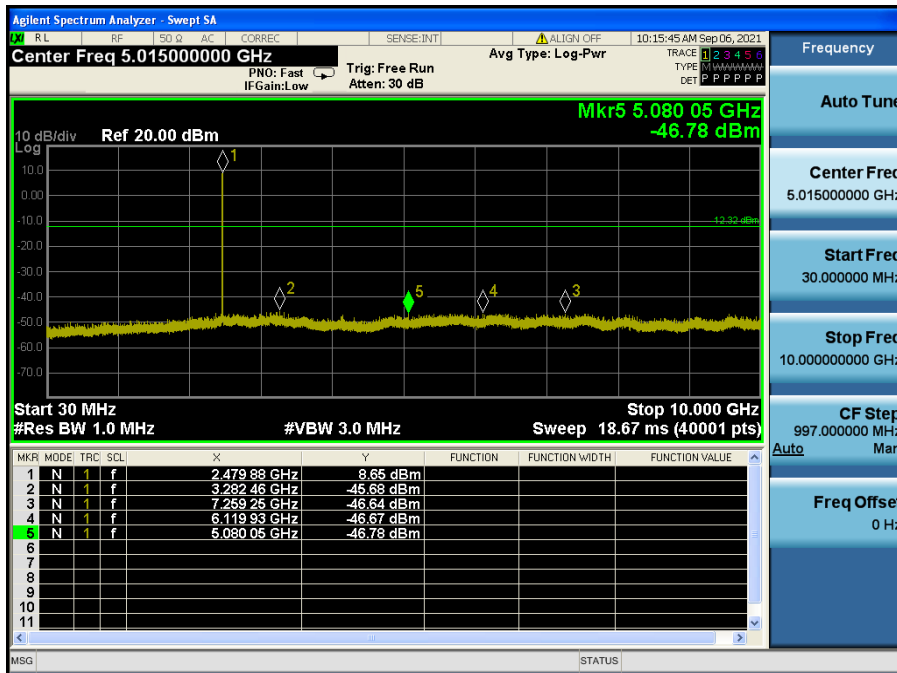 Agilent Spectrum Analyzer - Swept SA
LXI RL RF 50 Ω AC CORREC SENSE:INT ALIGN OFF 10:15:45 AM Sep 06, 2021
Center Freq 5.015000000 GHz
PNO: Fast
IFGain:Low
Trig: Free Run
Atten: 30 dB
Avg Type: Log-Pwr
TRACE 1 2 3 4 5 6
TYPE M W W W W W
DET P P P P P P
Mkr5 5.080 05 GHz
-46.78 dBm
10 dB/div Ref 20.00 dBm
Log
10.0
0.00
-10.0
-20.0
-30.0
-40.0
-50.0
-60.0
-70.0
1
2
5
4
3
-12.32 dBm
Start 30 MHz
Stop 10.000 GHz
#Res BW 1.0 MHz
#VBW 3.0 MHz
Sweep 18.67 ms (40001 pts)
MKR MODE TRC SCL X Y FUNCTION FUNCTION WIDTH FUNCTION VALUE
1 N 1 f 2.479 88 GHz 8.65 dBm
2 N 1 f 3.282 46 GHz -45.68 dBm
3 N 1 f 7.259 25 GHz -46.64 dBm
4 N 1 f 6.119 93 GHz -46.67 dBm
5 N 1 f 5.080 05 GHz -46.78 dBm
6
7
8
9
10
11
MSG
STATUS
Frequency
Auto Tune
Center Freq
5.015000000 GHz
Start Freq
30.000000 MHz
Stop Freq
10.000000000 GHz
CF Step
997.000000 MHz
Auto Man
Freq Offset
0 Hz